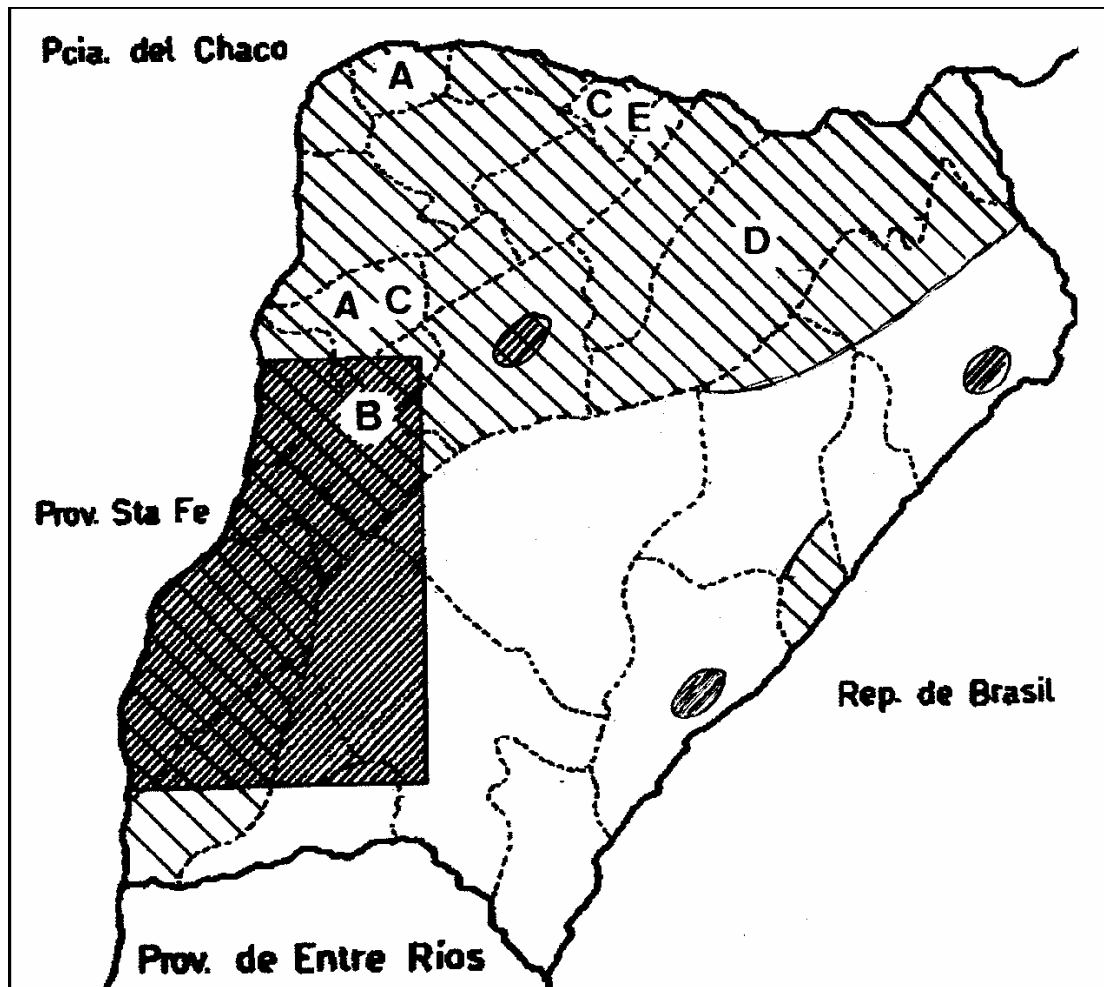 Pcia. del Chaco
A
C E
D
A C
B
Prov. Sta Fe
Rep. de Brasil
Prov. de Entre Ríos